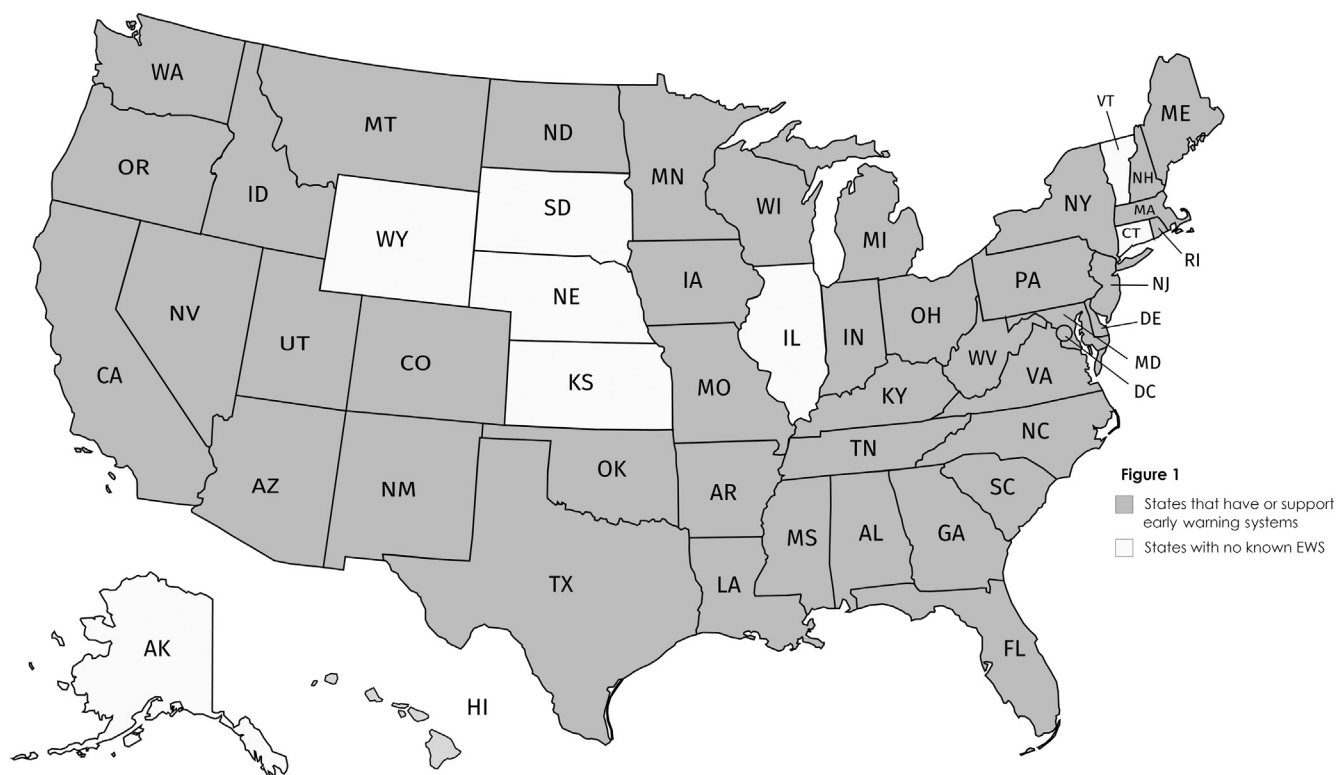 WA
MT
ND
MN
OR
ID
SD
WI
MI
VT
ME
NH
NY
MA
CT
RI
WY
NE
IA
PA
NJ
NV
UT
CO
KS
IL
IN
OH
DE
MD
DC
CA
MO
WV
VA
KY
AZ
NM
OK
AR
TN
NC
SC
TX
LA
MS
AL
GA
FL
AK
HI
Figure 1
States that have or support
early warning systems
States with no known EWS